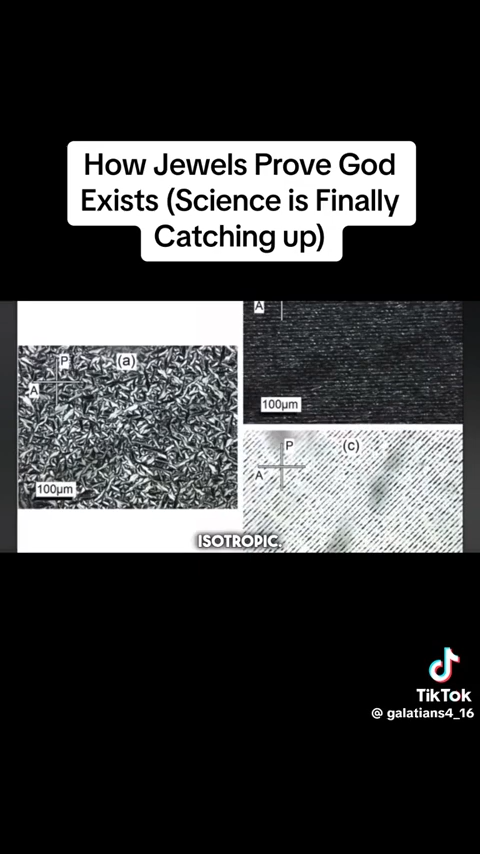 How Jewels Prove God
Exists (Science is Finally
Catching up)
A
100µm
P
(a)
A
100µm
P
(c)
A
ISOTROPIC.
TikTok
@ galatians4_16